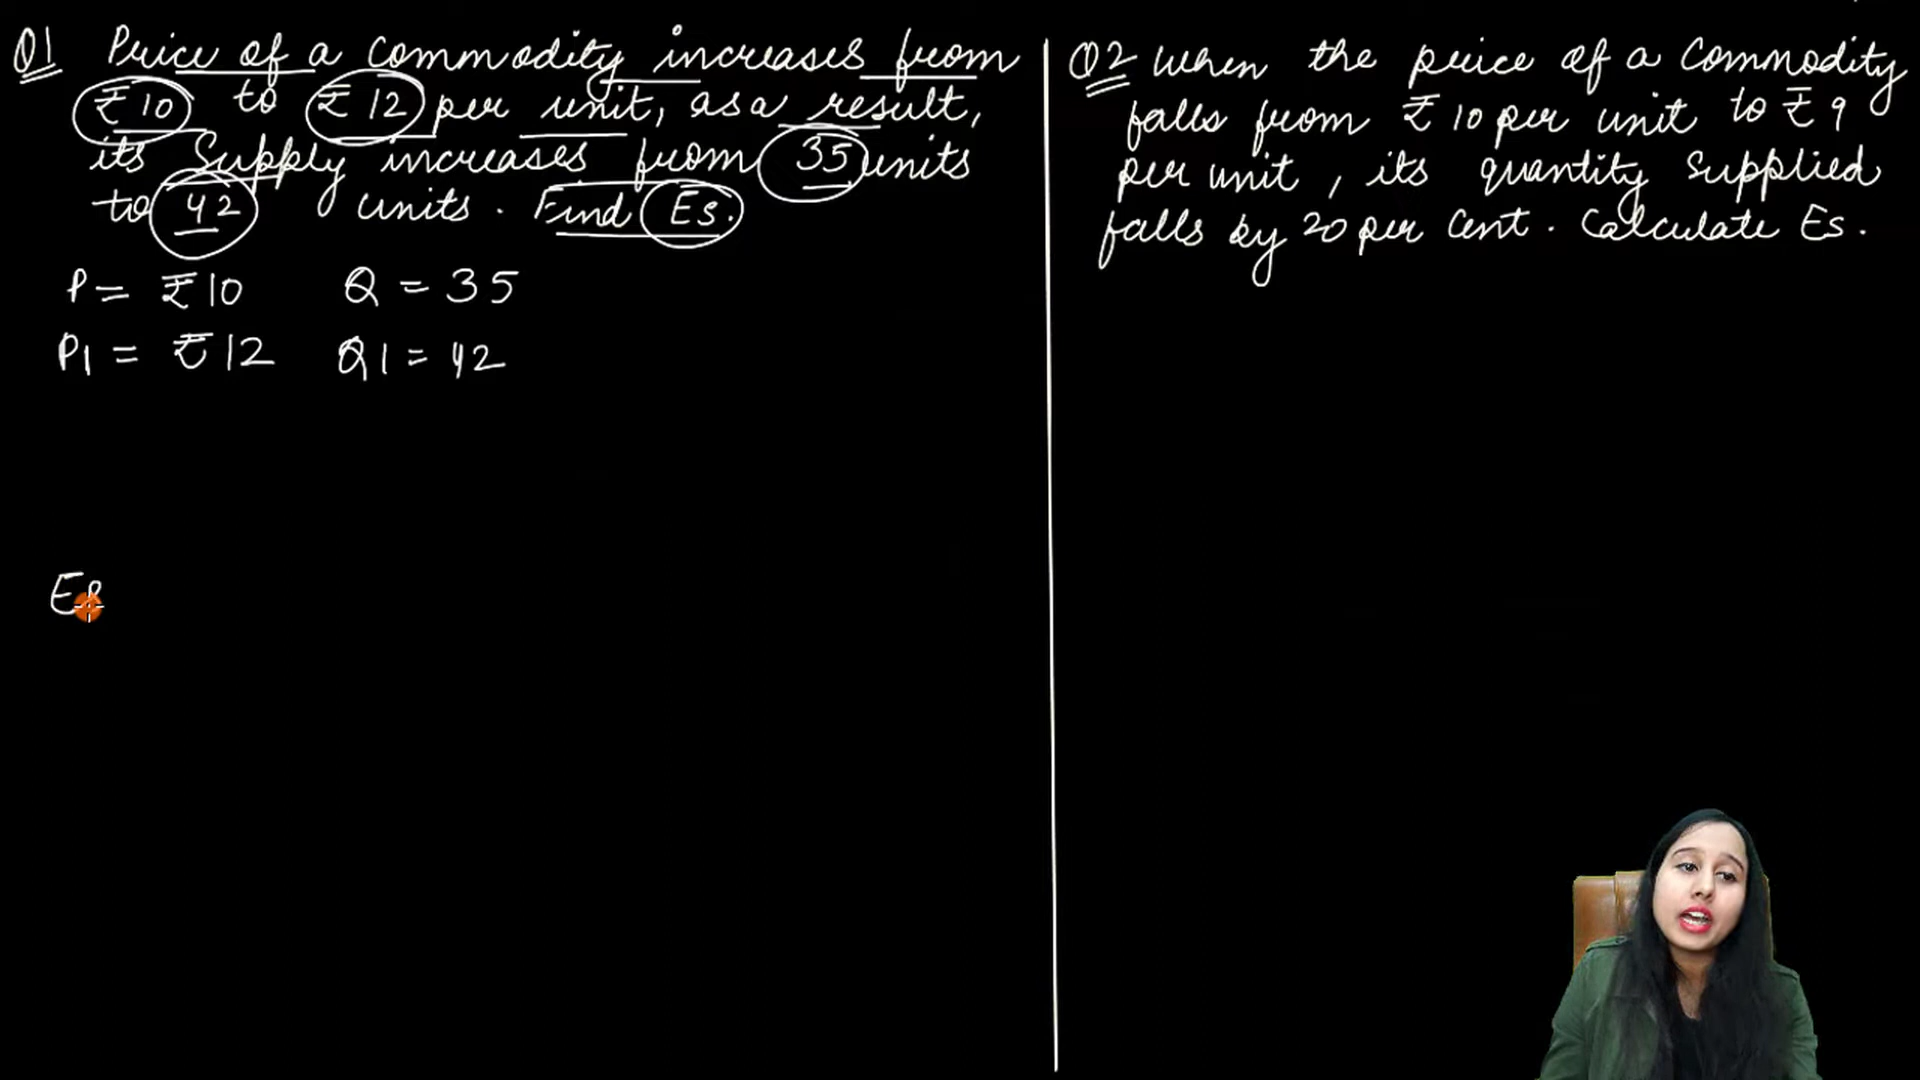 Q1 Price of a Commodity increases from
₹10 to ₹12 per unit, as a result,
its Supply increases from 35 units
to 42 units. Find Es.
P = ₹10 Q = 35
P1 = ₹12 Q1 = 42
Es
Q2 When the price of a Commodity
falls from ₹10 per unit to ₹9
per unit, its quantity Supplied
falls by 20 per Cent. Calculate Es.